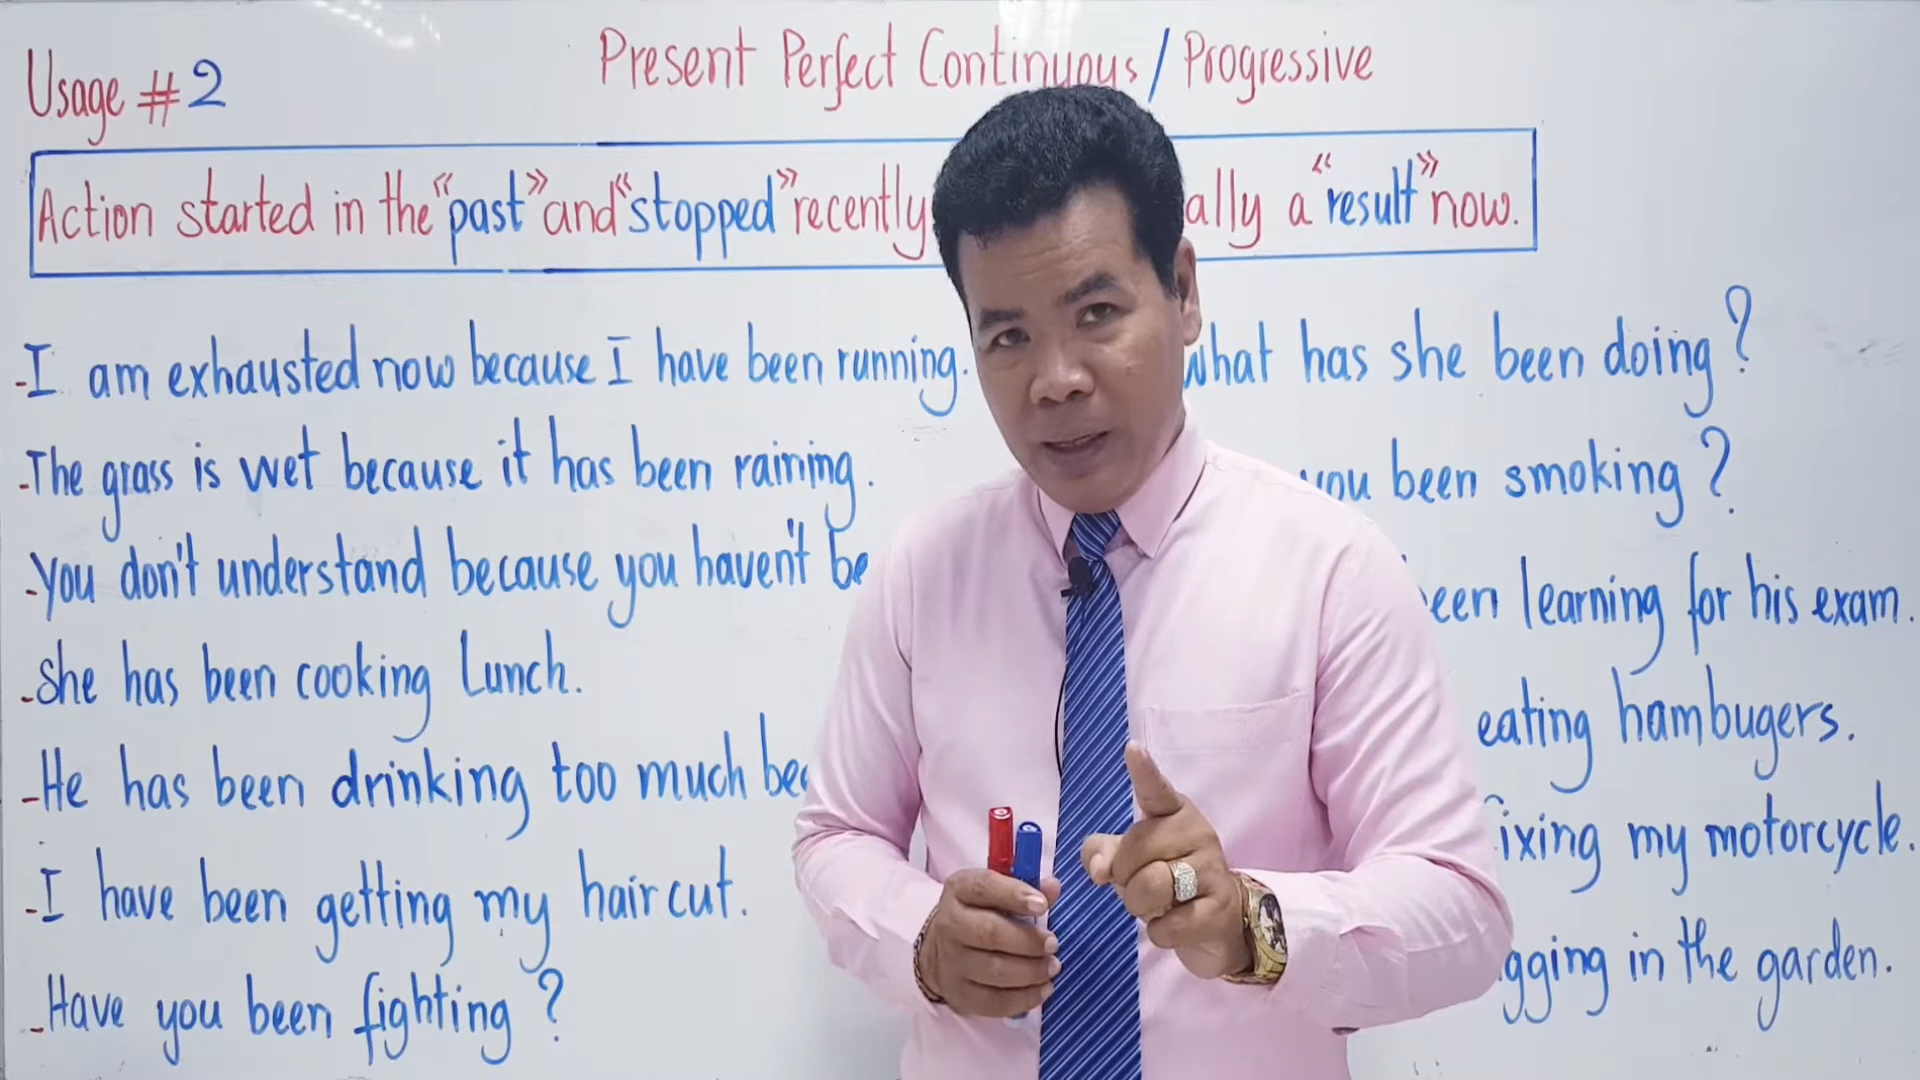 Usage #2
Present Perfect Continuous / Progressive
Action started in the "past" and "stopped" recently ally a "result" now.
-I am exhausted now because I have been running.
-The grass is wet because it has been raining.
-You don't understand because you haven't be
-She has been cooking Lunch.
-He has been drinking too much bec
-I have been getting my hair cut.
-Have you been fighting?
what has she been doing?
you been smoking?
een learning for his exam.
eating hambugers.
ixing my motorcycle.
gging in the garden.